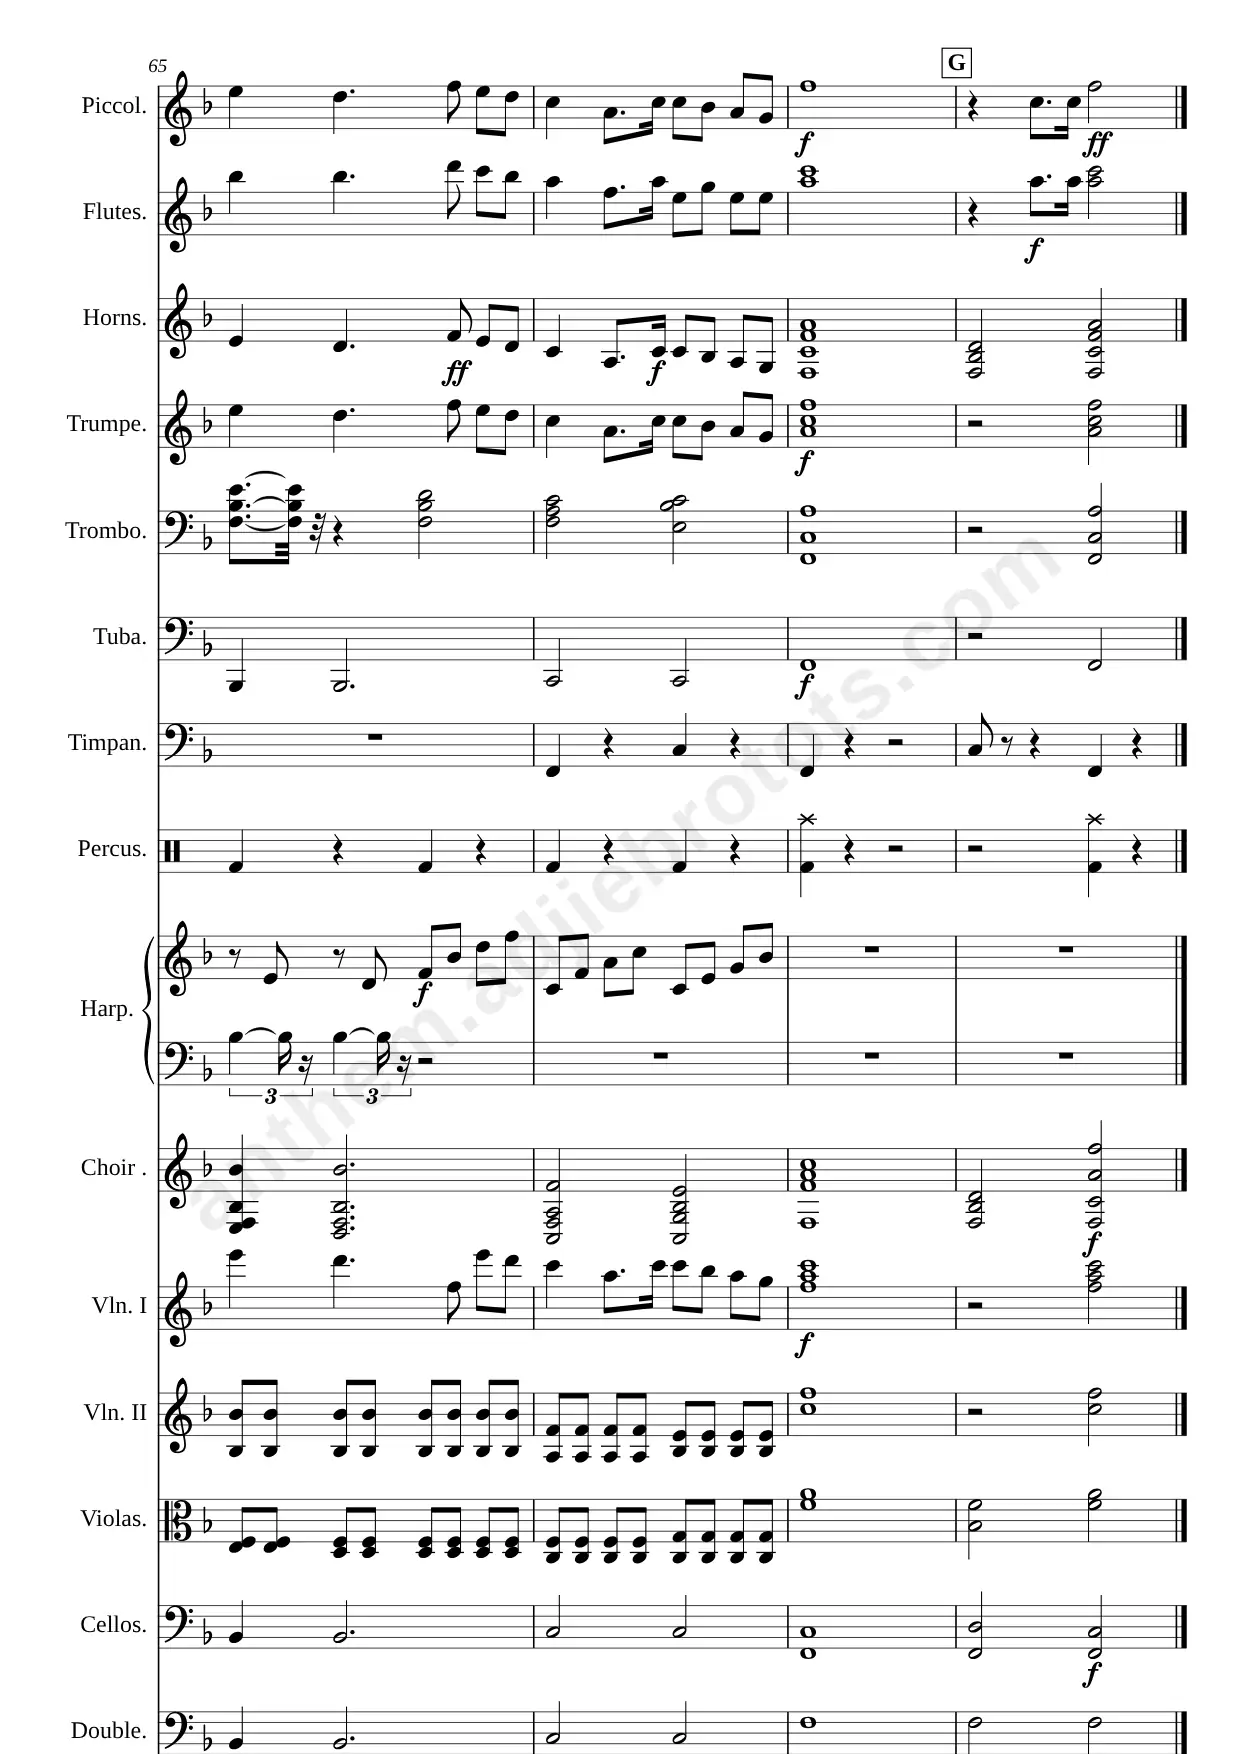 65
G
Piccol.
f
ff
Flutes.
f
Horns.
ff
f
Trumpe.
f
Trombo.
Tuba.
f
Timpan.
Percus.
f
Harp.
3
3
Choir .
f
Vln. I
f
Vln. II
Violas.
Cellos.
f
Double.
anthem.adjiebrotots.com